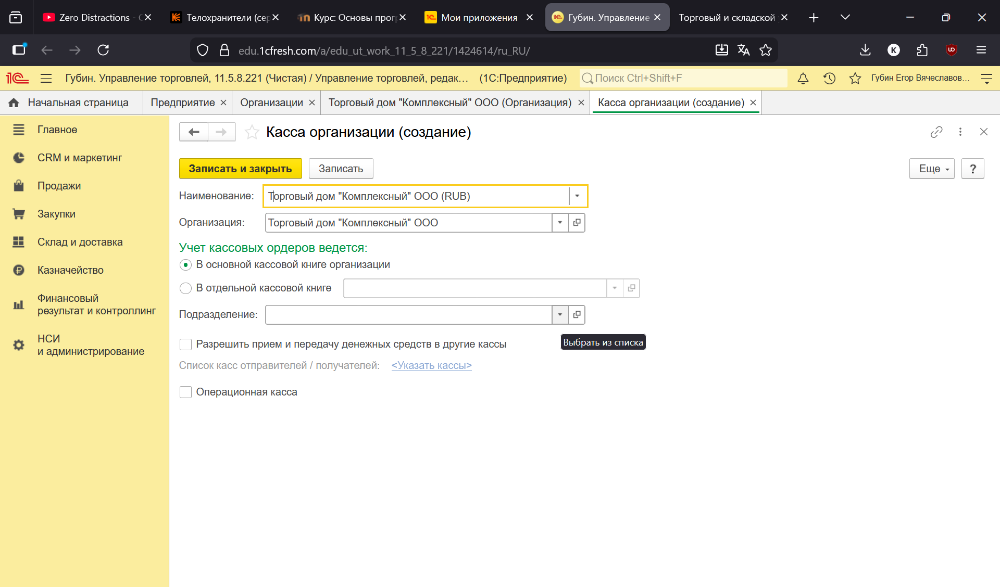 Zero Distractions -
Телохранители (сер
Курс: Основы прог
Мои приложения
Губин. Управление
Торговый и складской
edu.1cfresh.com/a/edu_ut_work_11_5_8_221/1424614/ru_RU/
K
Губин. Управление торговлей, 11.5.8.221 (Чистая) / Управление торговлей, редак... (1С:Предприятие)
Поиск Ctrl+Shift+F
Губин Егор Вячеславов...
Начальная страница
Предприятие
Организации
Торговый дом "Комплексный" ООО (Организация)
Касса организации (создание)
Главное
CRM и маркетинг
Продажи
Закупки
Склад и доставка
Казначейство
Финансовый
результат и контроллинг
НСИ
и администрирование
Касса организации (создание)
Записать и закрыть
Записать
Еще
?
Наименование: Торговый дом "Комплексный" ООО (RUB)
Организация: Торговый дом "Комплексный" ООО
Учет кассовых ордеров ведется:
В основной кассовой книге организации
В отдельной кассовой книге
Подразделение:
Разрешить прием и передачу денежных средств в другие кассы
Выбрать из списка
Список касс отправителей / получателей: <Указать кассы>
Операционная касса